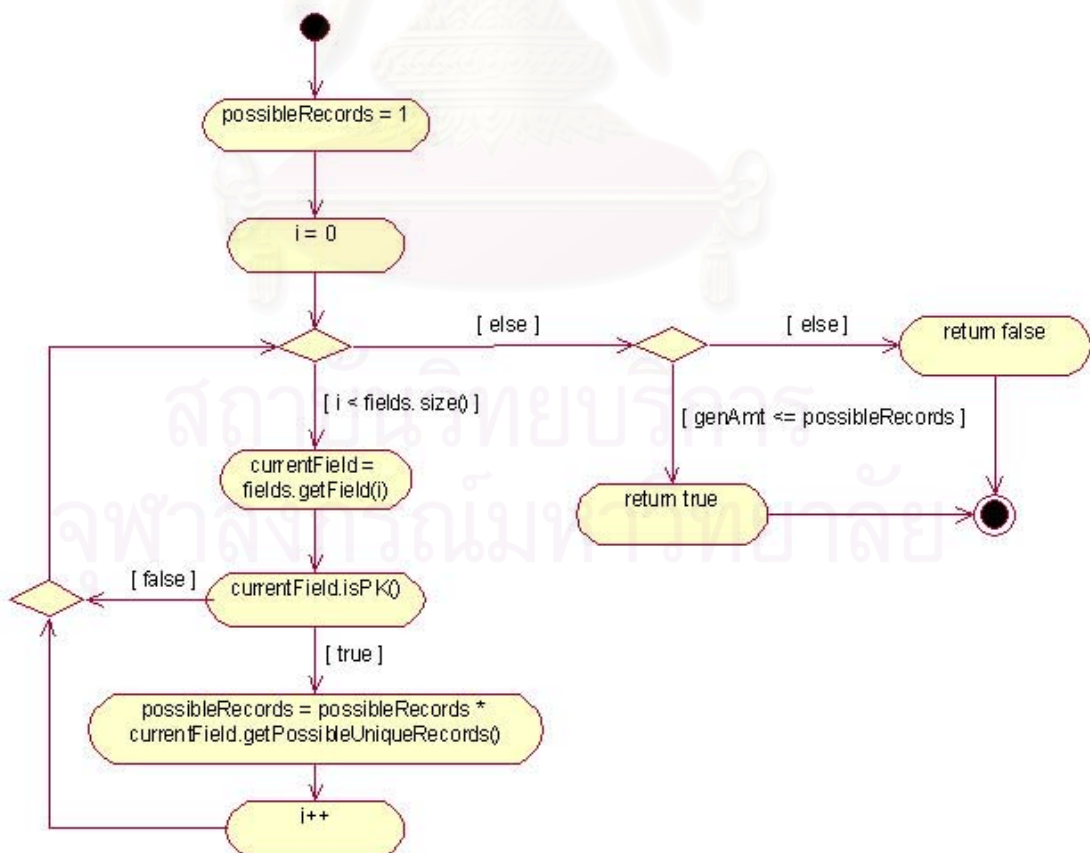 possibleRecords = 1
i = 0
[ else ]
[ else ]
return false
[ i < fields. size() ]
[ genAmt <= possibleRecords ]
currentField =
fields.getField(i)
return true
สถาบันวิทยบริการ
จุฬาลงกรณ์มหาวิทยาลัย
[ false ]
currentField.isPK()
[ true ]
possibleRecords = possibleRecords *
currentField.getPossibleUniqueRecords()
i++